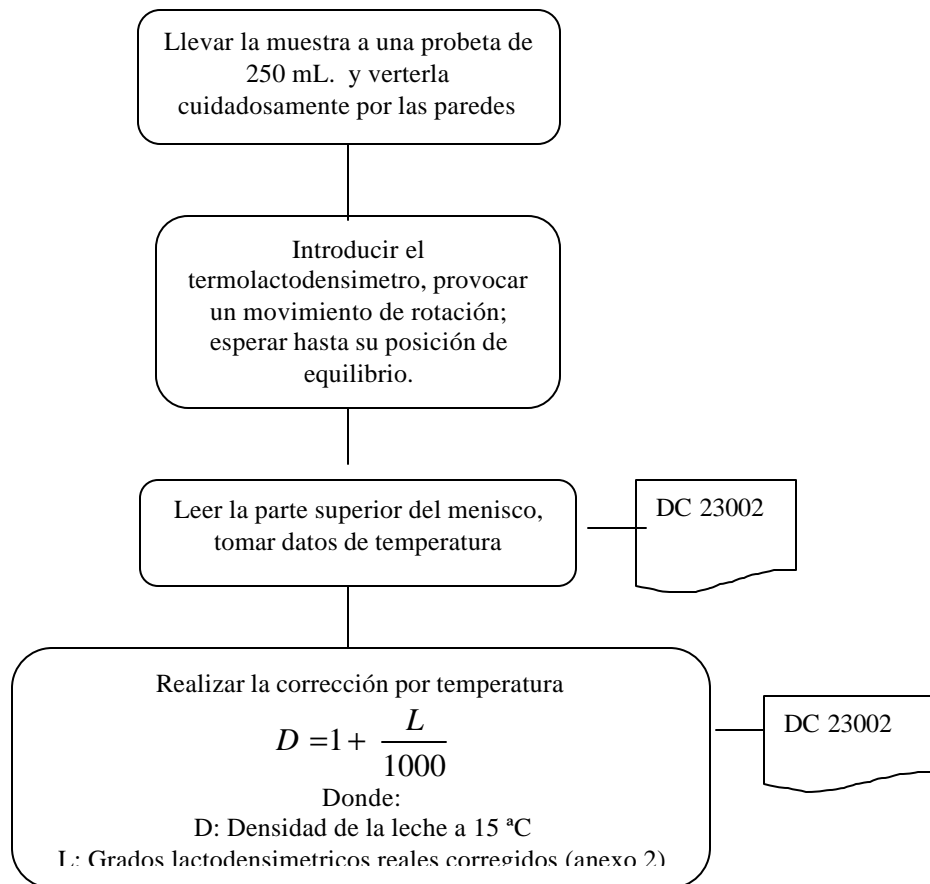 Llevar la muestra a una probeta de
250 mL. y verterla
cuidadosamente por las paredes
Introducir el
termolactodensimetro, provocar
un movimiento de rotación;
esperar hasta su posición de
equilibrio.
Leer la parte superior del menisco,
tomar datos de temperatura
DC 23002
Realizar la corrección por temperatura
D =1+ L/1000
Donde:
D: Densidad de la leche a 15 ªC
L: Grados lactodensimetricos reales corregidos (anexo 2)
DC 23002